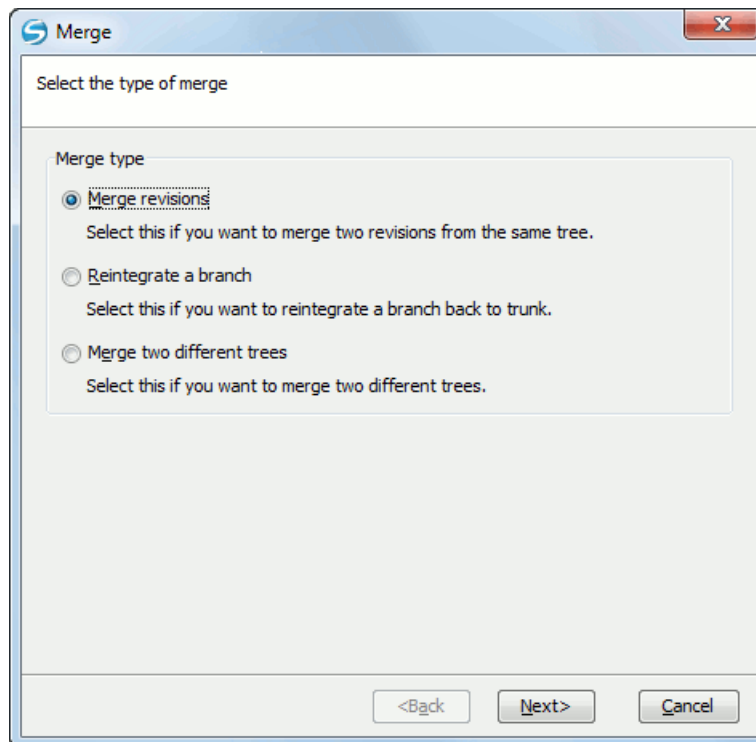 Merge
Select the type of merge
Merge type
Merge revisions
Select this if you want to merge two revisions from the same tree.
Reintegrate a branch
Select this if you want to reintegrate a branch back to trunk.
Merge two different trees
Select this if you want to merge two different trees.
<Back Next> Cancel